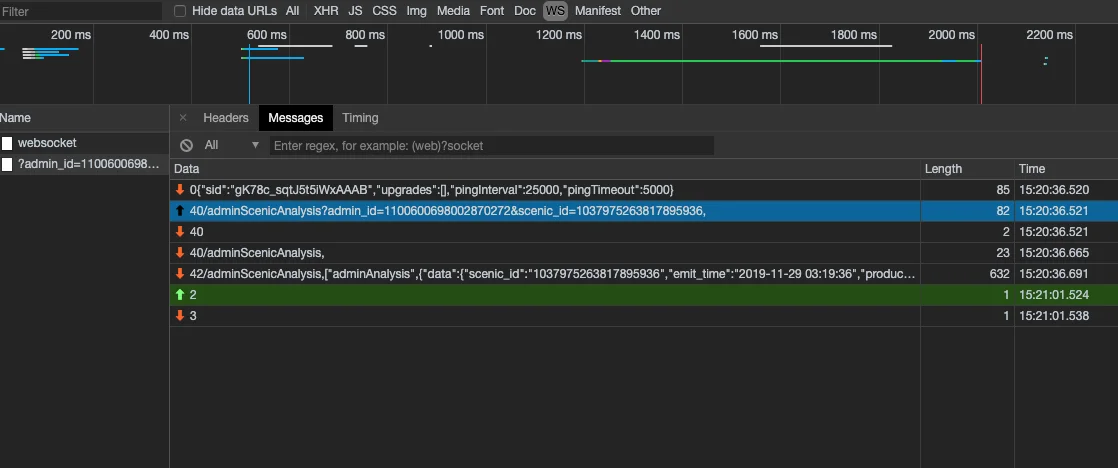 Filter Hide data URLs All XHR JS CSS Img Media Font Doc WS Manifest Other
200 ms 400 ms 600 ms 800 ms 1000 ms 1200 ms 1400 ms 1600 ms 1800 ms 2000 ms 2200 ms
Name × Headers Messages Timing
websocket All ▼ Enter regex, for example: (web)?socket
?admin_id=1100600698... Data Length Time
0{"sid":"gK78c_sqtJ5t5iWxAAAB","upgrades":[],"pingInterval":25000,"pingTimeout":5000} 85 15:20:36.520
40/adminScenicAnalysis?admin_id=1100600698002870272&scenic_id=1037975263817895936, 82 15:20:36.521
40 2 15:20:36.521
40/adminScenicAnalysis, 23 15:20:36.665
42/adminScenicAnalysis,["adminAnalysis",{"data":{"scenic_id":"1037975263817895936","emit_time":"2019-11-29 03:19:36","produc... 632 15:20:36.691
2 1 15:21:01.524
3 1 15:21:01.538